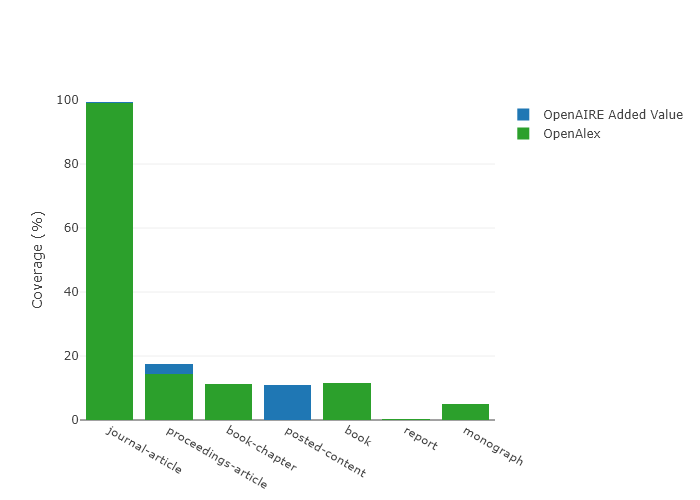 100
80
60
40
20
0
Coverage (%)
journal-article
proceedings-article
book-chapter
posted-content
book
report
monograph
OpenAIRE Added Value
OpenAlex